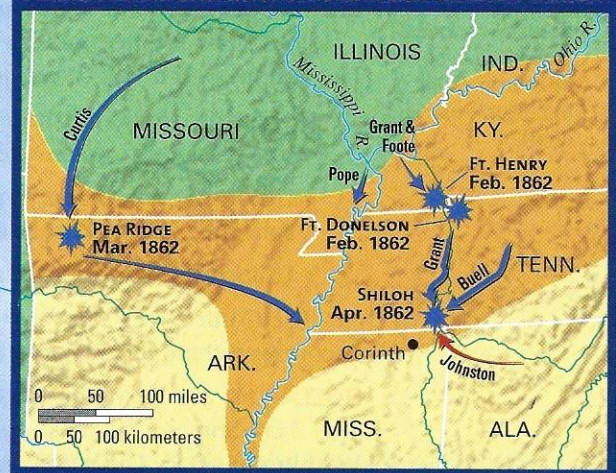 ILLINOIS
IND.
Ohio R.
Mississippi R.
MISSOURI
Curtis
Grant &
Foote
KY.
Pope
FT. HENRY
Feb. 1862
PEA RIDGE
Mar. 1862
FT. DONELSON
Feb. 1862
Grant
Buell
TENN.
SHILOH
Apr. 1862
Corinth
Johnston
ARK.
MISS.
ALA.
0 50 100 miles
0 50 100 kilometers